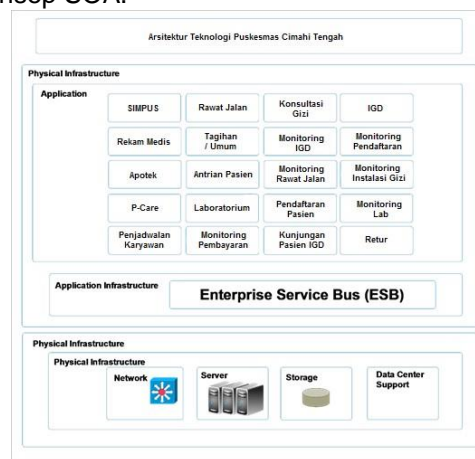 Arsitektur Teknologi Puskesmas Cimahi Tengah
Physical Infrastructure
Application
SIMPUS
Rawat Jalan
Konsultasi
Gizi
IGD
Rekam Medis
Tagihan
/ Umum
Monitoring
IGD
Monitoring
Pendaftaran
Apotek
Antrian Pasien
Monitoring
Rawat Jalan
Monitoring
Instalasi Gizi
P-Care
Laboratorium
Pendaftaran
Pasien
Monitoring
Lab
Penjadwalan
Karyawan
Monitoring
Pembayaran
Kunjungan
Pasien IGD
Retur
Application Infrastructure
Enterprise Service Bus (ESB)
Physical Infrastructure
Physical Infrastructure
Network
Server
Storage
Data Center
Support